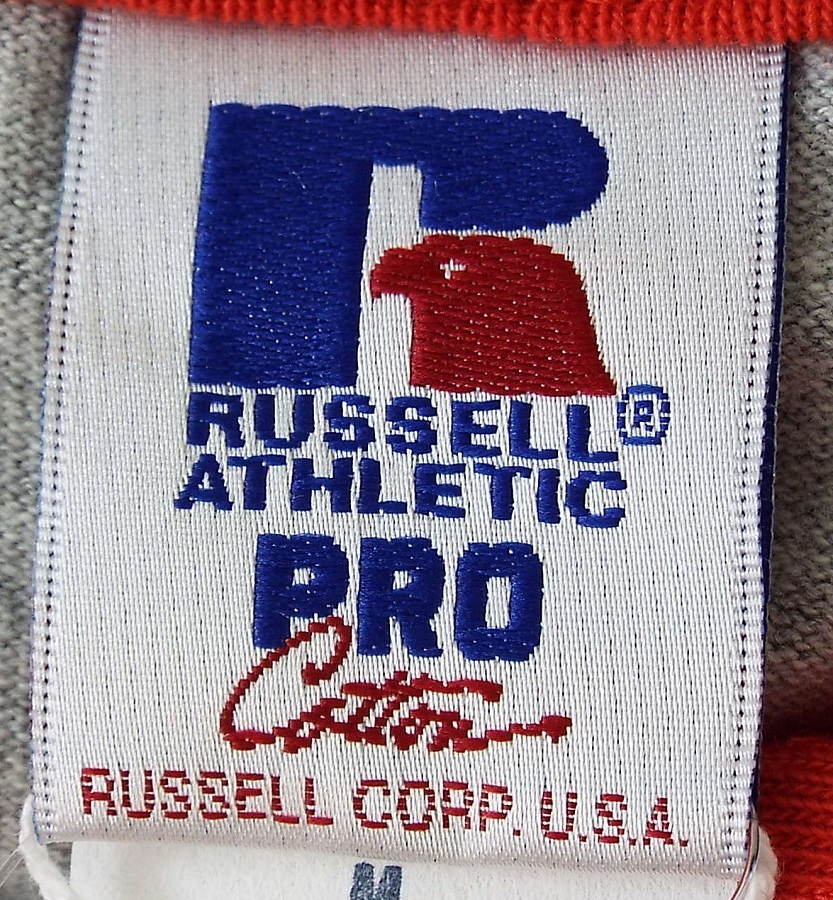 RUSSELL®
ATHLETIC
PRO
Cotton
RUSSELL CORP. U.S.A.
M